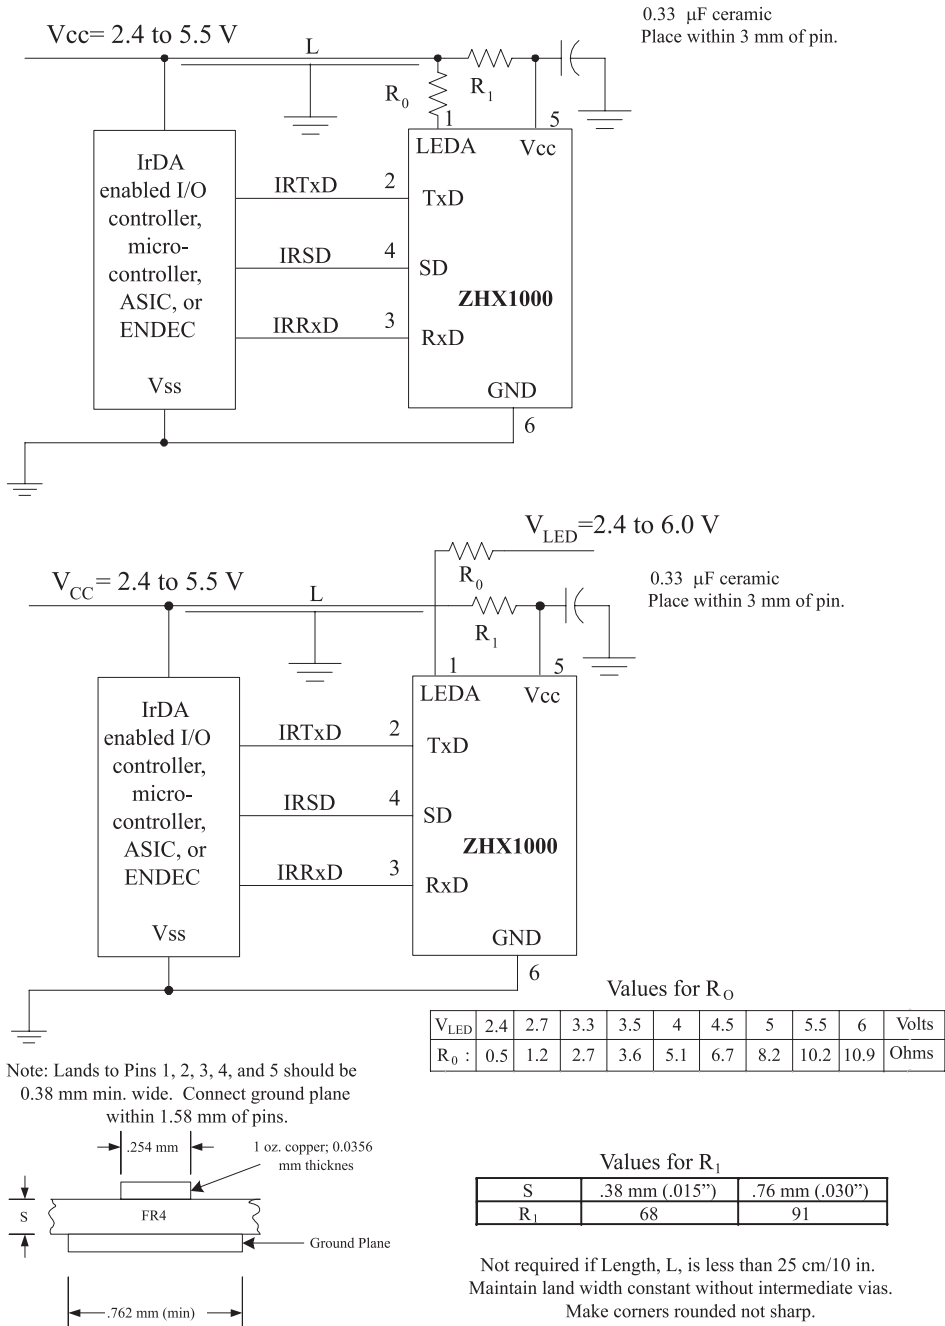 0.33 μF ceramic
Place within 3 mm of pin.
Vcc= 2.4 to 5.5 V
L
R0
R1
1
5
LEDA
Vcc
IrDA
enabled I/O
controller,
micro-
controller,
ASIC, or
ENDEC
Vss
IRTxD
2
TxD
IRSD
4
SD
ZHX1000
IRRxD
3
RxD
GND
6
VLED=2.4 to 6.0 V
VCC= 2.4 to 5.5 V
L
R0
R1
0.33 μF ceramic
Place within 3 mm of pin.
1
5
LEDA
Vcc
IrDA
enabled I/O
controller,
micro-
controller,
ASIC, or
ENDEC
Vss
IRTxD
2
TxD
IRSD
4
SD
ZHX1000
IRRxD
3
RxD
GND
6
Values for RO
VLED 2.4 2.7 3.3 3.5 4 4.5 5 5.5 6 Volts
R0 : 0.5 1.2 2.7 3.6 5.1 6.7 8.2 10.2 10.9 Ohms
Note: Lands to Pins 1, 2, 3, 4, and 5 should be
0.38 mm min. wide. Connect ground plane
within 1.58 mm of pins.
.254 mm
1 oz. copper; 0.0356
mm thicknes
S
FR4
Ground Plane
.762 mm (min)
Values for R1
S .38 mm (.015”) .76 mm (.030”)
R1 68 91
Not required if Length, L, is less than 25 cm/10 in.
Maintain land width constant without intermediate vias.
Make corners rounded not sharp.